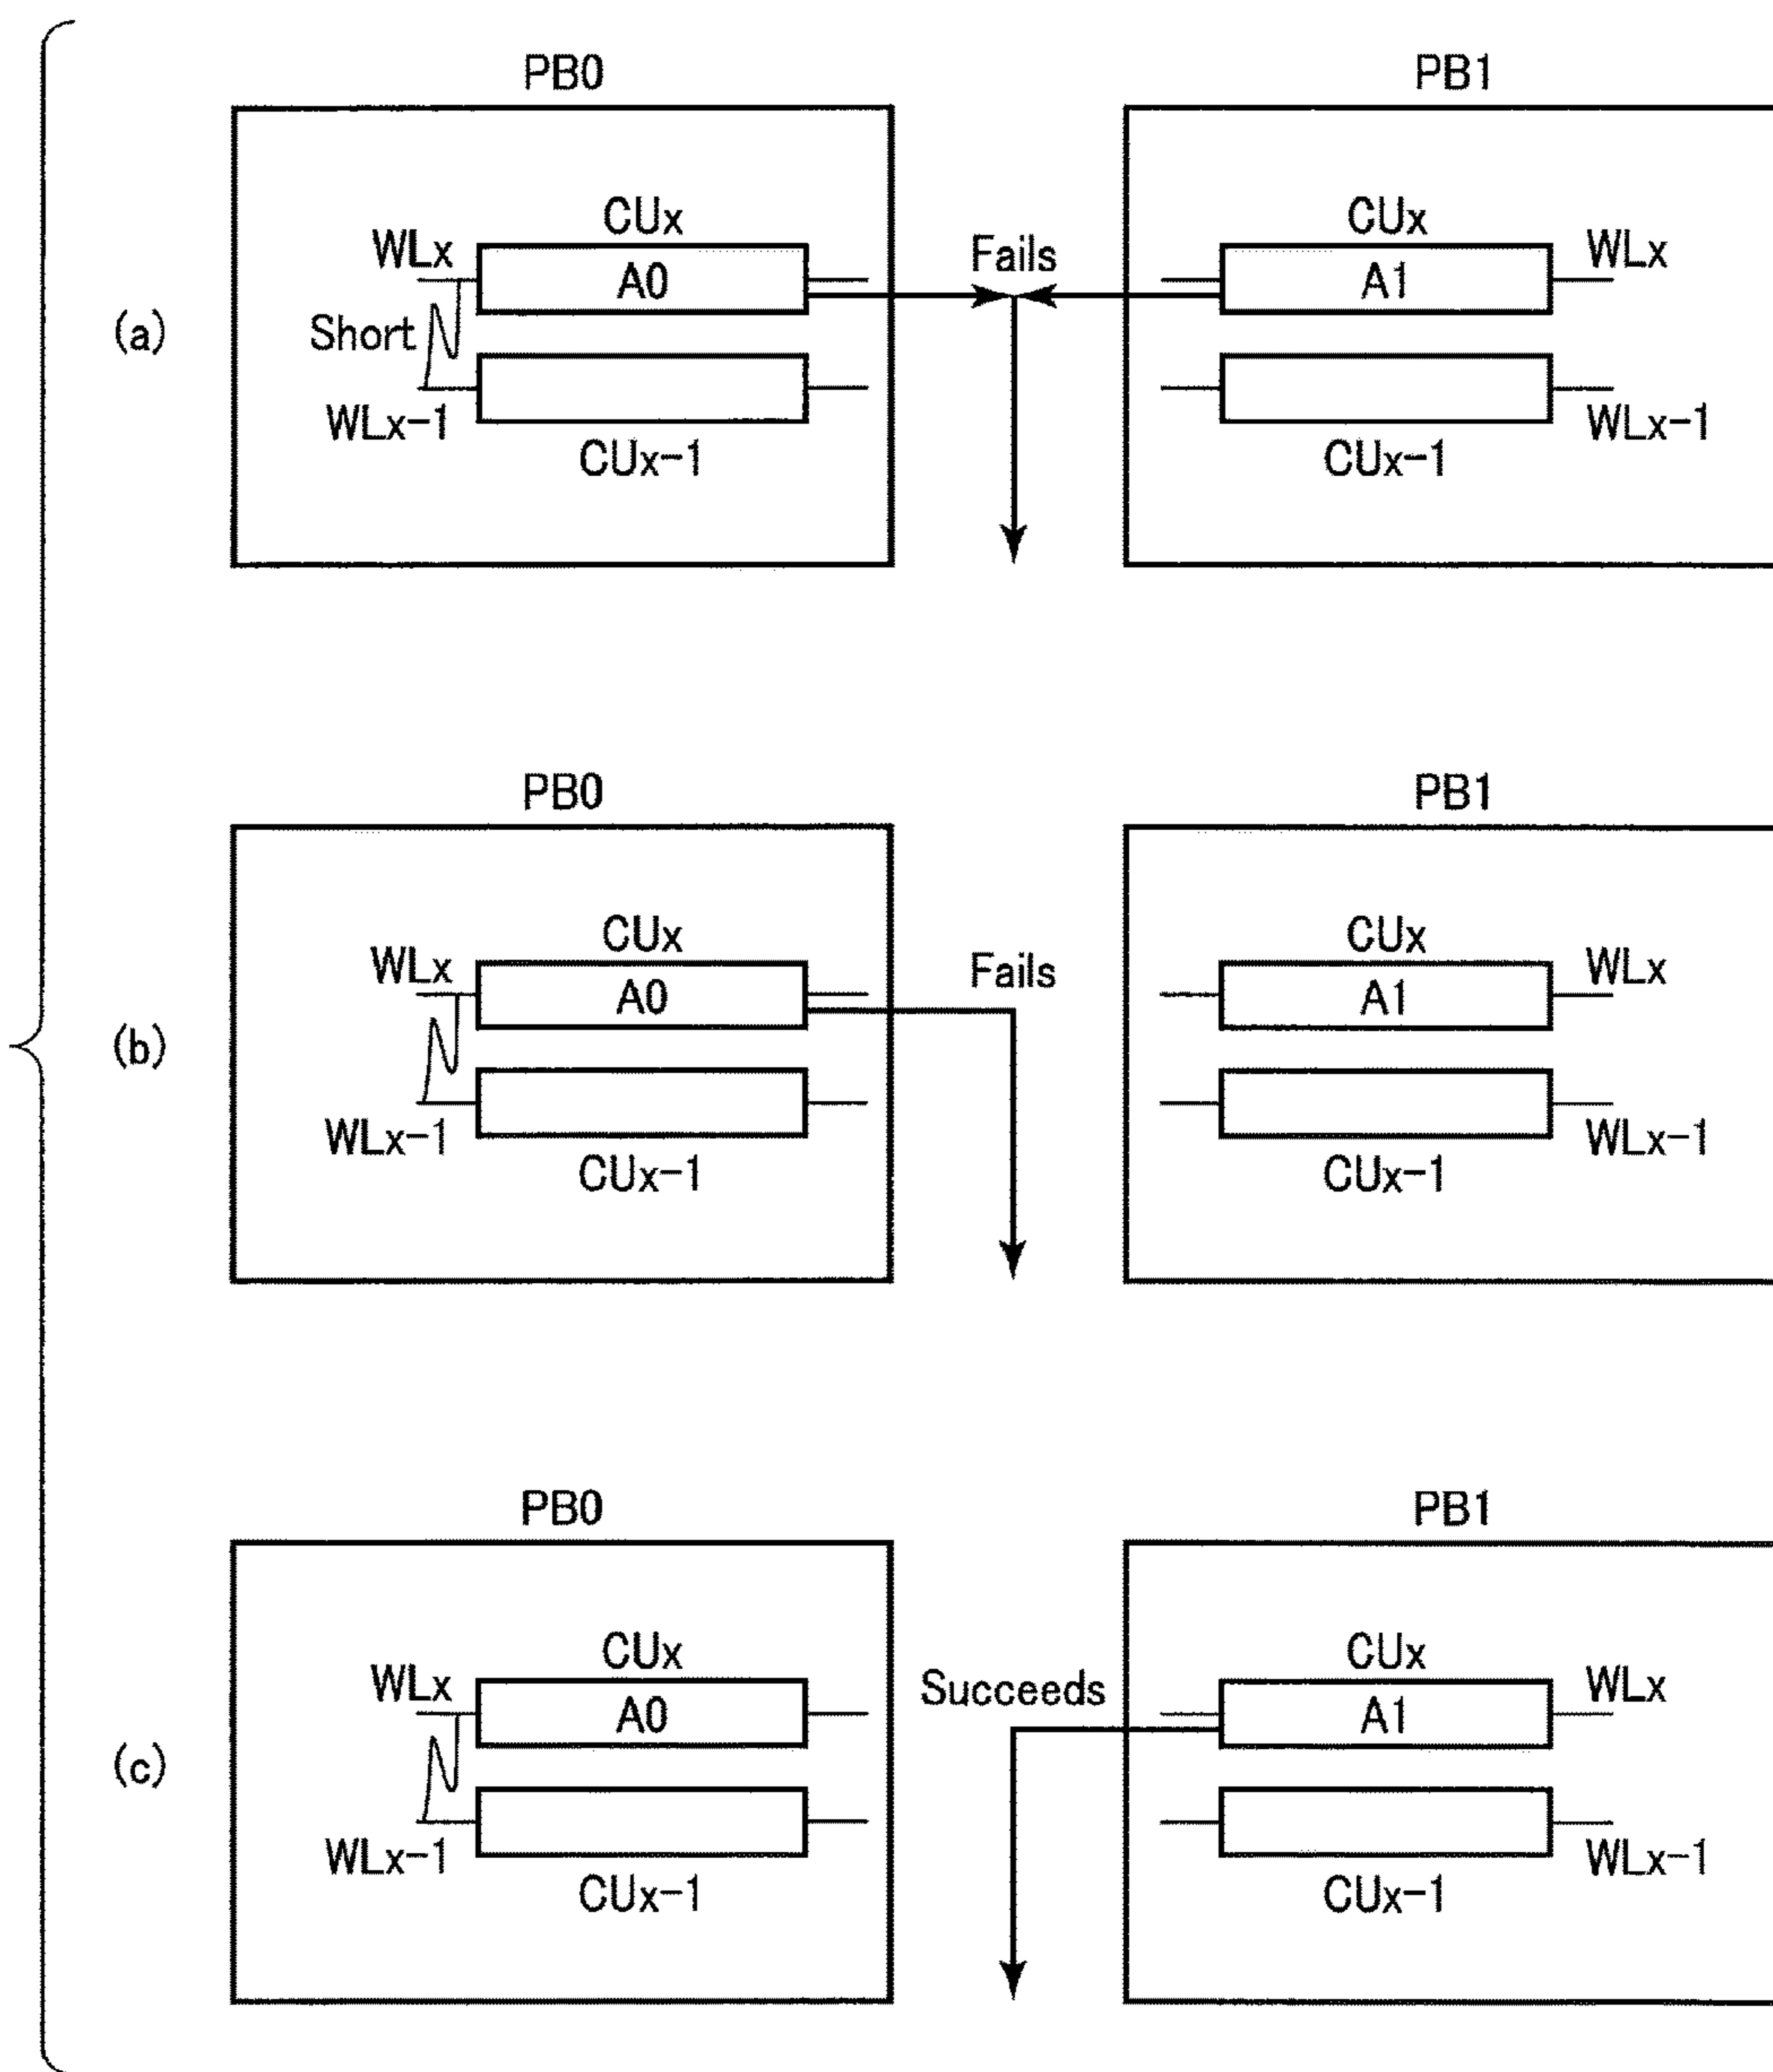 PB0 PB1
CUx CUx
WLx Fails WLx
A0 A1
(a) Short
WLx-1 WLx-1
CUx-1 CUx-1
PB0 PB1
CUx CUx
WLx Fails WLx
A0 A1
(b)
WLx-1 WLx-1
CUx-1 CUx-1
PB0 PB1
CUx CUx
WLx Succeeds WLx
A0 A1
(c)
WLx-1 WLx-1
CUx-1 CUx-1